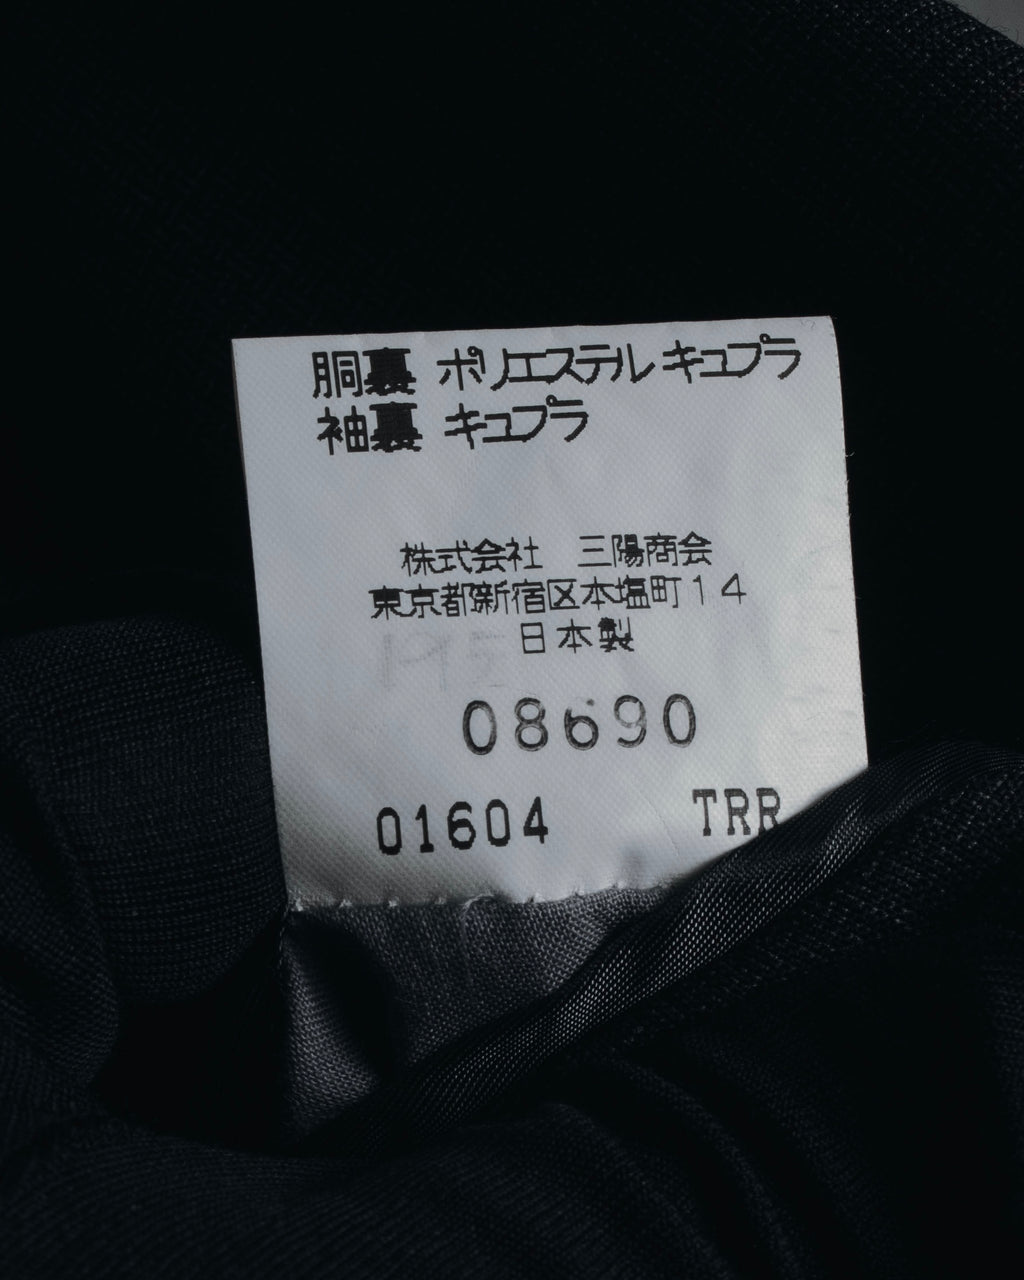 胴裏 ポリエステル キュプラ
袖裏 キュプラ
株式会社 三陽商会
東京都新宿区本塩町14
日本製
08690
01604 TRR